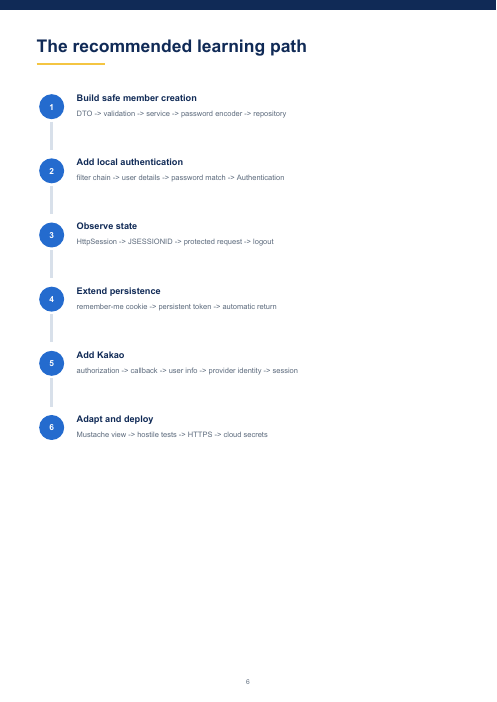 The recommended learning path
1
Build safe member creation
DTO -> validation -> service -> password encoder -> repository
2
Add local authentication
filter chain -> user details -> password match -> Authentication
3
Observe state
HttpSession -> JSESSIONID -> protected request -> logout
4
Extend persistence
remember-me cookie -> persistent token -> automatic return
5
Add Kakao
authorization -> callback -> user info -> provider identity -> session
6
Adapt and deploy
Mustache view -> hostile tests -> HTTPS -> cloud secrets
6